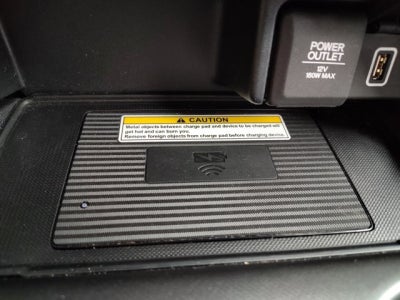 POWER
OUTLET
12V
180W MAX
CAUTION
Metal objects between charge pad and device to be charged will
get hot and can burn you.
Remove foreign objects from charge pad before charging device.